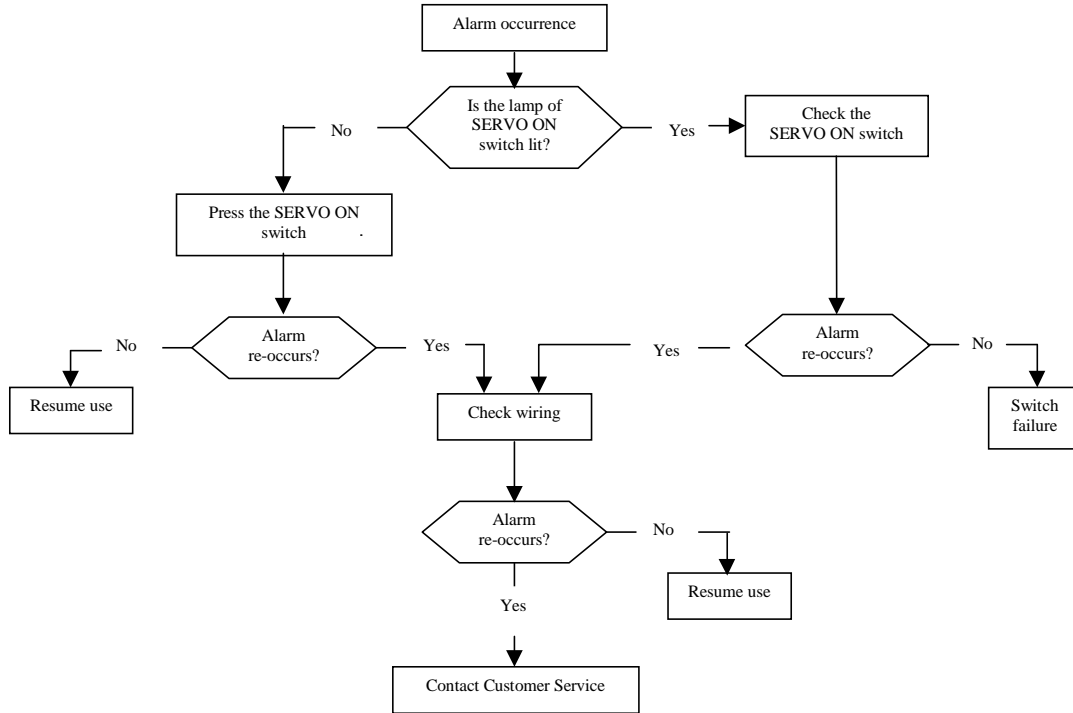 Alarm occurrence
Is the lamp of
SERVO ON
switch lit?
No
Yes
Check the
SERVO ON switch
Press the SERVO ON
switch .
Alarm
re-occurs?
No
Yes
Alarm
re-occurs?
Yes
No
Resume use
Check wiring
Switch
failure
Alarm
re-occurs?
No
Resume use
Yes
Contact Customer Service